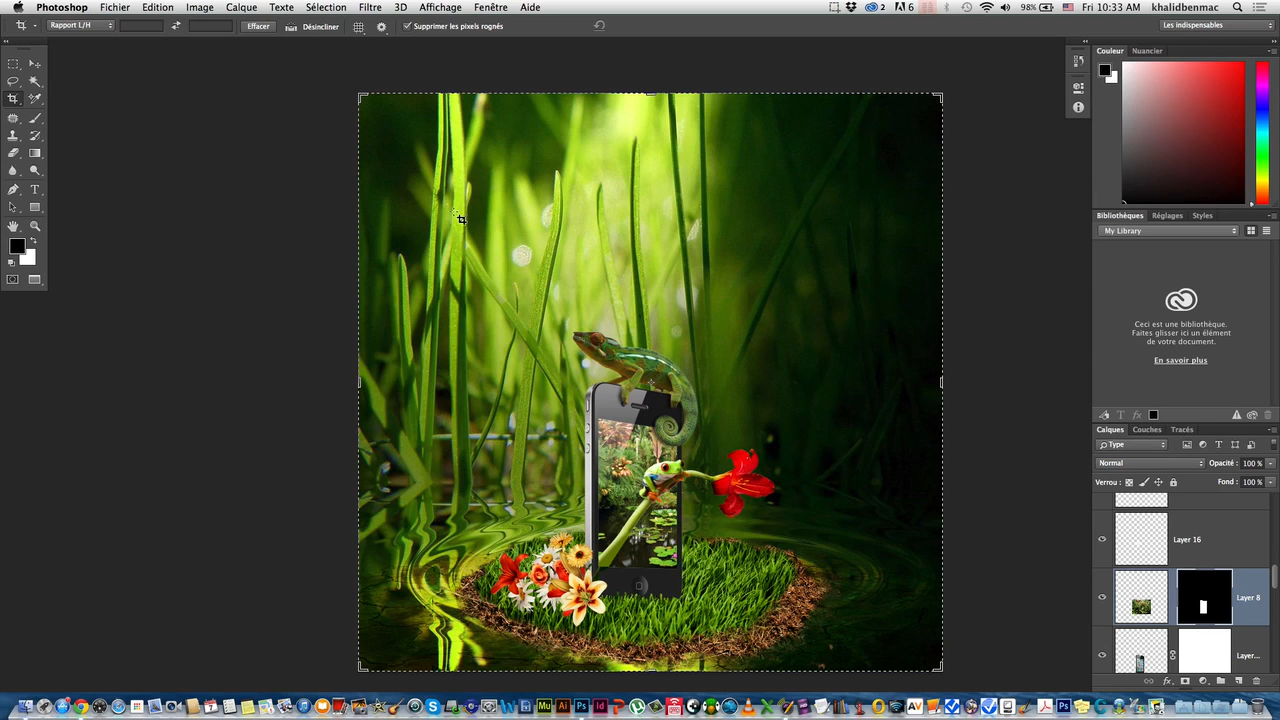 Photoshop Fichier Edition Image Calque Texte Sélection Filtre 3D Affichage Fenêtre Aide
2 6 98% Fri 10:33 AM khalidbenmac
Rapport L/H Effacer Désincliner Supprimer les pixels rognés Les indispensables
Couleur Nuancier
Bibliothèques Réglages Styles
My Library
Ceci est une bibliothèque.
Faites glisser ici un élément
de votre document.
En savoir plus
Calques Couches Tracés
Type
Normal Opacité : 100 %
Verrou : Fond : 100 %
Layer 16
Layer 8
Layer...